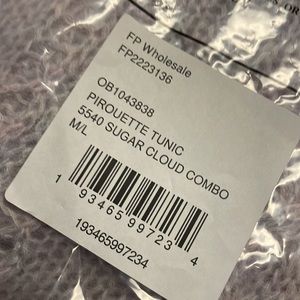 FP Wholesale
FP2223136
OB1043838
PIROUETTE TUNIC
5540 SUGAR CLOUD COMBO
M/L
1 93465 99723 4
193465997234